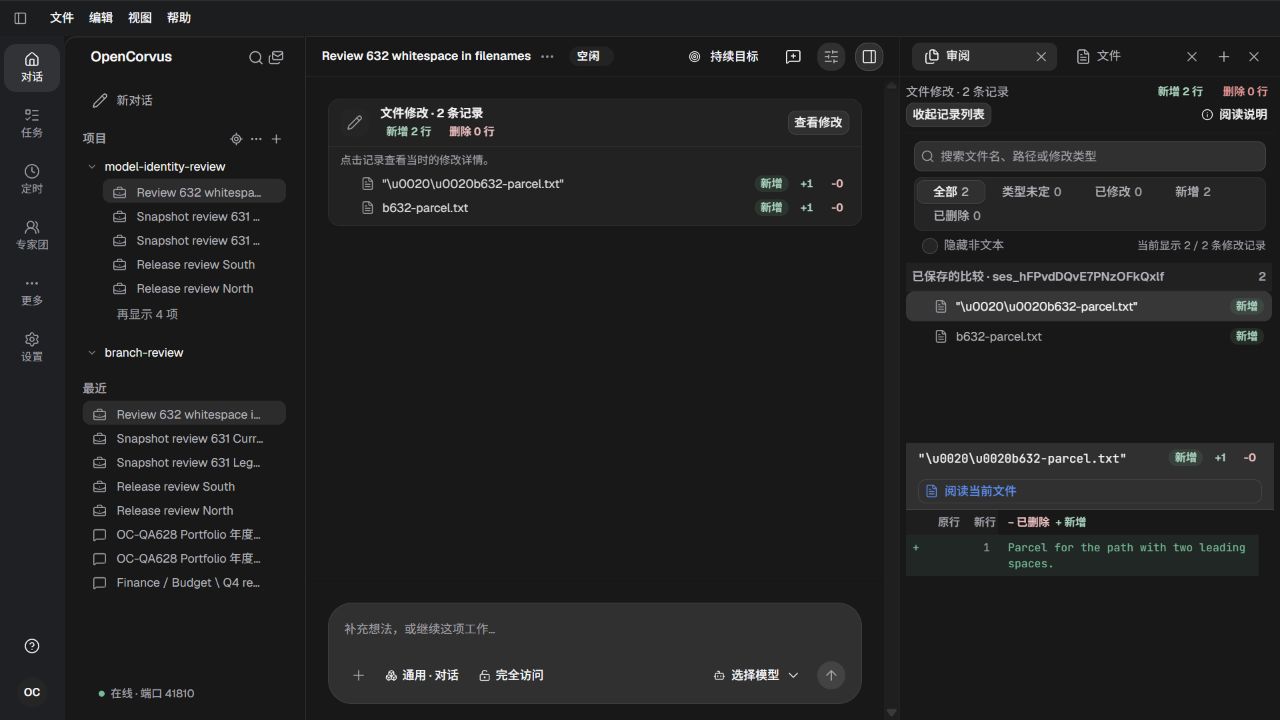 文件 编辑 视图 帮助
对话
任务
定时
专家团
更多
设置
OC
OpenCorvus
新对话
项目
model-identity-review
Review 632 whitespa...
Snapshot review 631 ...
Snapshot review 631 ...
Release review South
Release review North
再显示 4 项
branch-review
最近
Review 632 whitespace i...
Snapshot review 631 Curr...
Snapshot review 631 Leg...
Release review South
Release review North
OC-QA628 Portfolio 年度...
OC-QA628 Portfolio 年度...
Finance / Budget \ Q4 re...
在线 · 端口 41810
Review 632 whitespace in filenames ··· 空闲 持续目标
文件修改 · 2 条记录
新增 2 行 删除 0 行
查看修改
点击记录查看当时的修改详情。
"\u0020\u0020b632-parcel.txt" 新增 +1 -0
b632-parcel.txt 新增 +1 -0
补充想法，或继续这项工作...
通用 · 对话 完全访问 选择模型
审阅 文件
文件修改 · 2 条记录 新增 2 行 删除 0 行
收起记录列表 阅读说明
搜索文件名、路径或修改类型
全部 2 类型未定 0 已修改 0 新增 2
已删除 0
隐藏非文本 当前显示 2 / 2 条修改记录
已保存的比较 · ses_hFPvdDQvE7PNzOFkQxlf 2
"\u0020\u0020b632-parcel.txt" 新增
b632-parcel.txt 新增
"\u0020\u0020b632-parcel.txt" 新增 +1 -0
阅读当前文件
原行 新行 − 已删除 + 新增
+ 1 Parcel for the path with two leading
spaces.